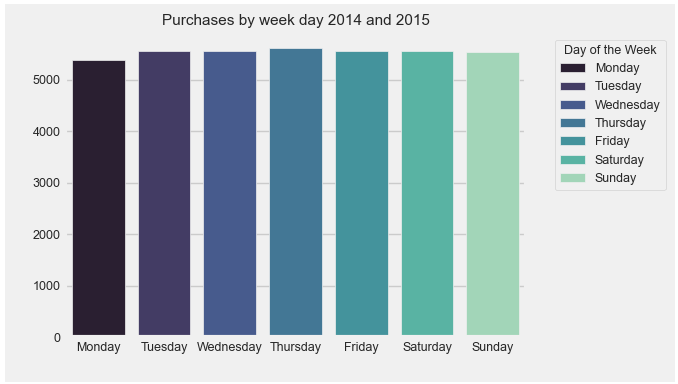 Purchases by week day 2014 and 2015
Day of the Week
Monday
Tuesday
Wednesday
Thursday
Friday
Saturday
Sunday
5000
4000
3000
2000
1000
0
Monday Tuesday Wednesday Thursday Friday Saturday Sunday